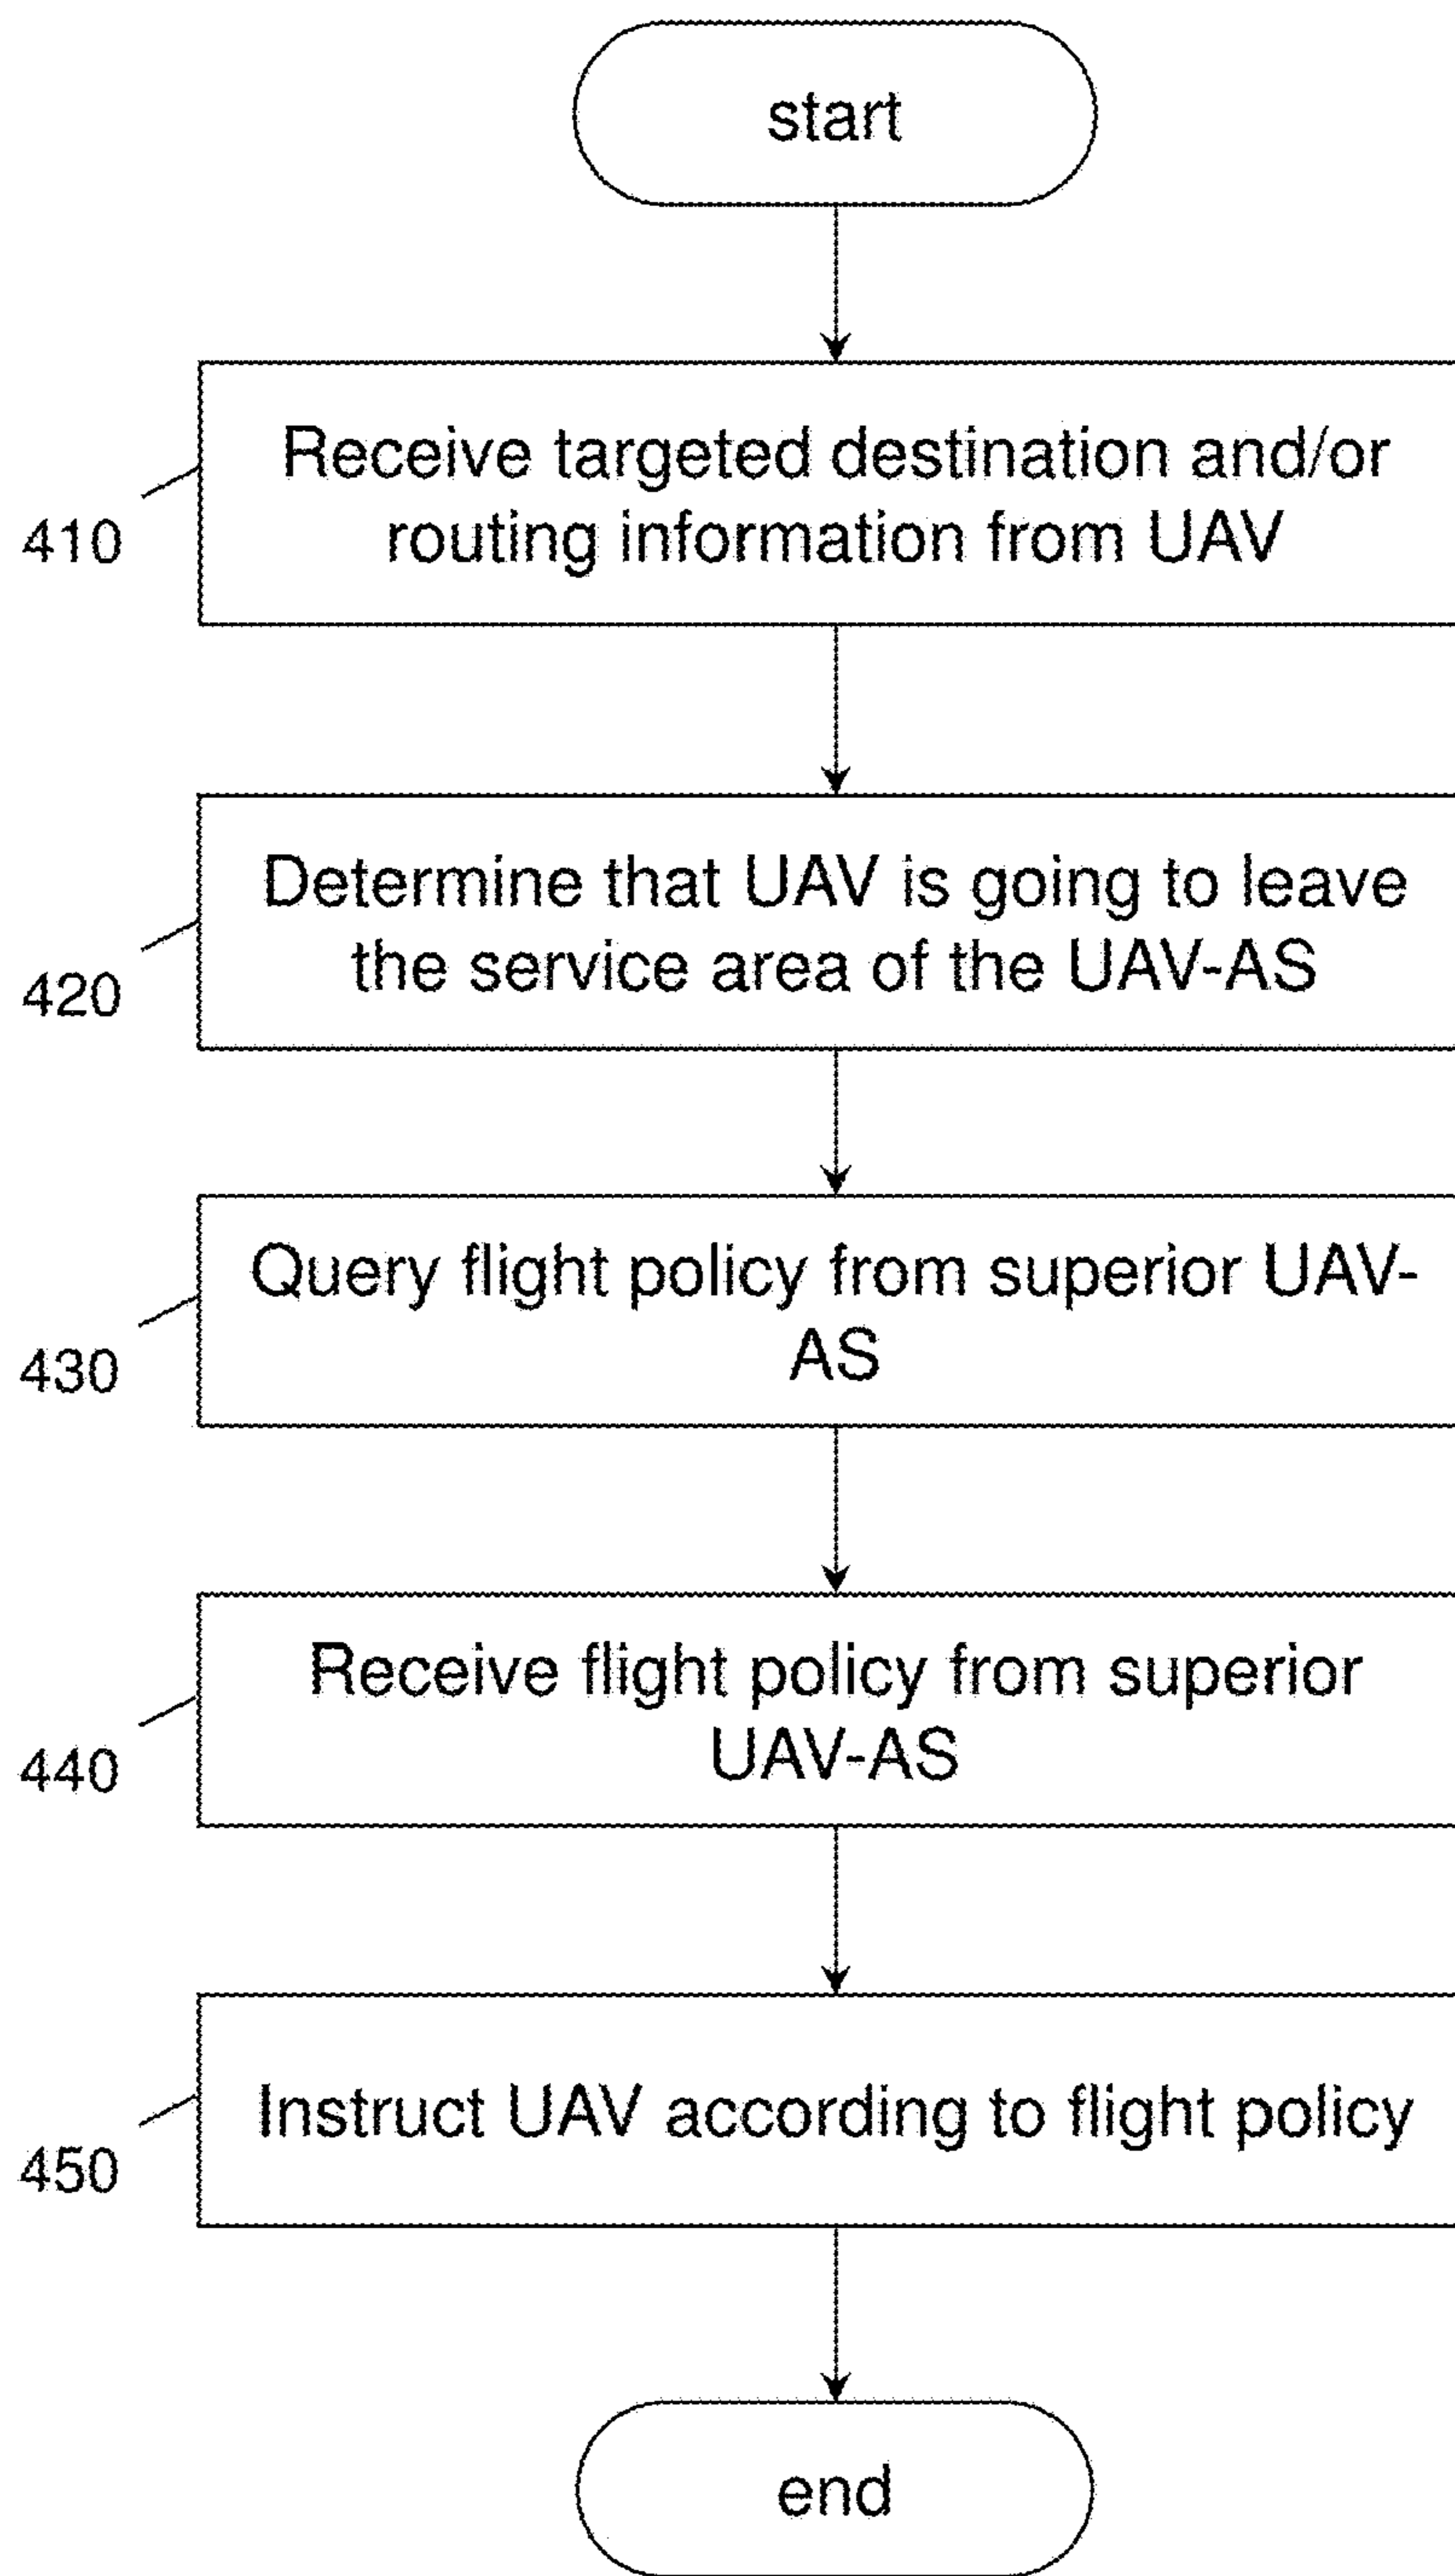 start
Receive targeted destination and/or
routing information from UAV
410
Determine that UAV is going to leave
the service area of the UAV-AS
420
Query flight policy from superior UAV-
AS
430
Receive flight policy from superior
UAV-AS
440
Instruct UAV according to flight policy
450
end